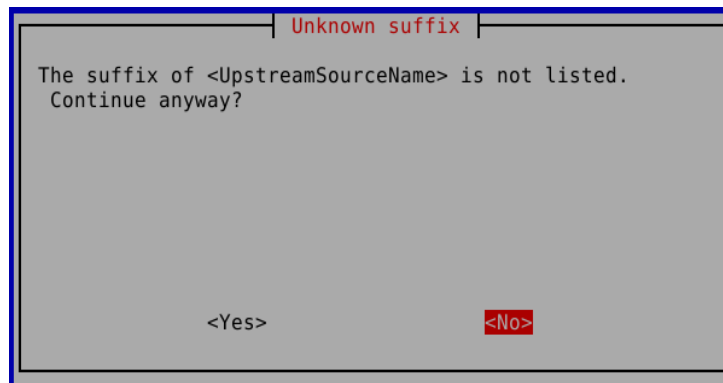 Unknown suffix
The suffix of <UpstreamSourceName> is not listed.
Continue anyway?
<Yes> <No>